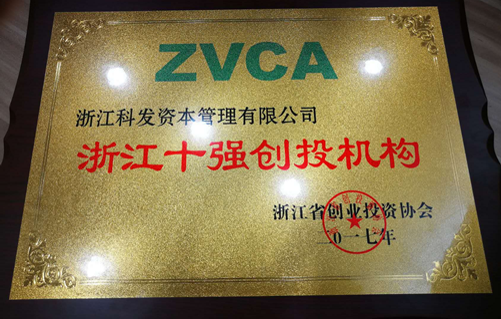 ZVCA
浙江科发资本管理有限公司
浙江十强创投机构
浙江省创业投资协会
二0一七年